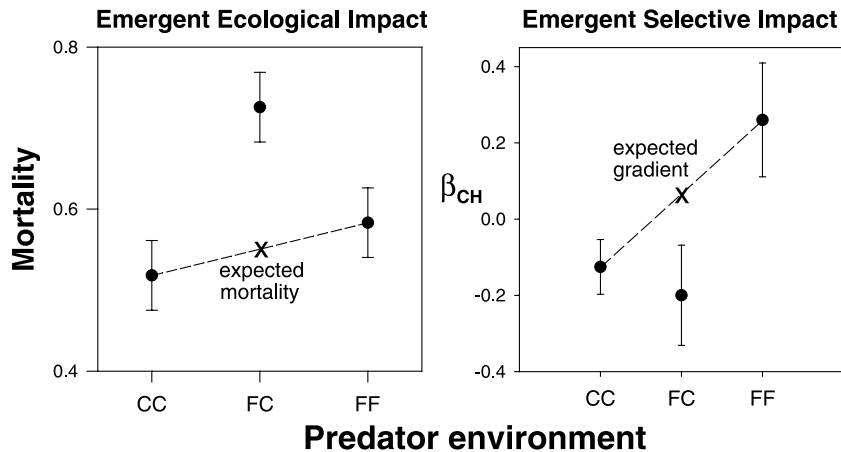 Emergent Ecological Impact
Emergent Selective Impact
0.8
0.6
0.4
Mortality
X
expected
mortality
CC
FC
FF
0.4
0.2
0.0
-0.2
-0.4
βCH
expected
gradient
X
CC
FC
FF
Predator environment